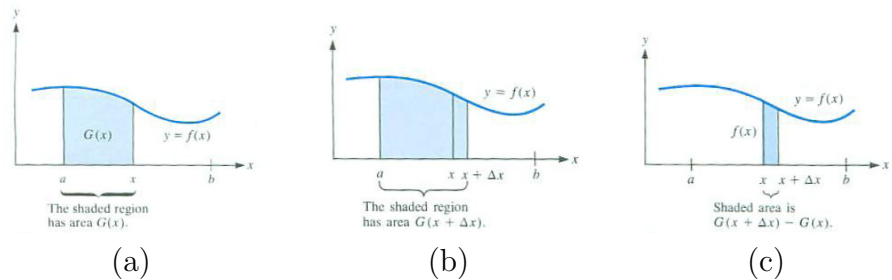 y
G(x)
y = f(x)
a
x
b
x
The shaded region
has area G(x).
(a)
y
y = f(x)
a
x
x + Δx
b
x
The shaded region
has area G(x + Δx).
(b)
y
y = f(x)
f(x)
a
x
x + Δx
b
x
Shaded area is
G(x + Δx) − G(x).
(c)